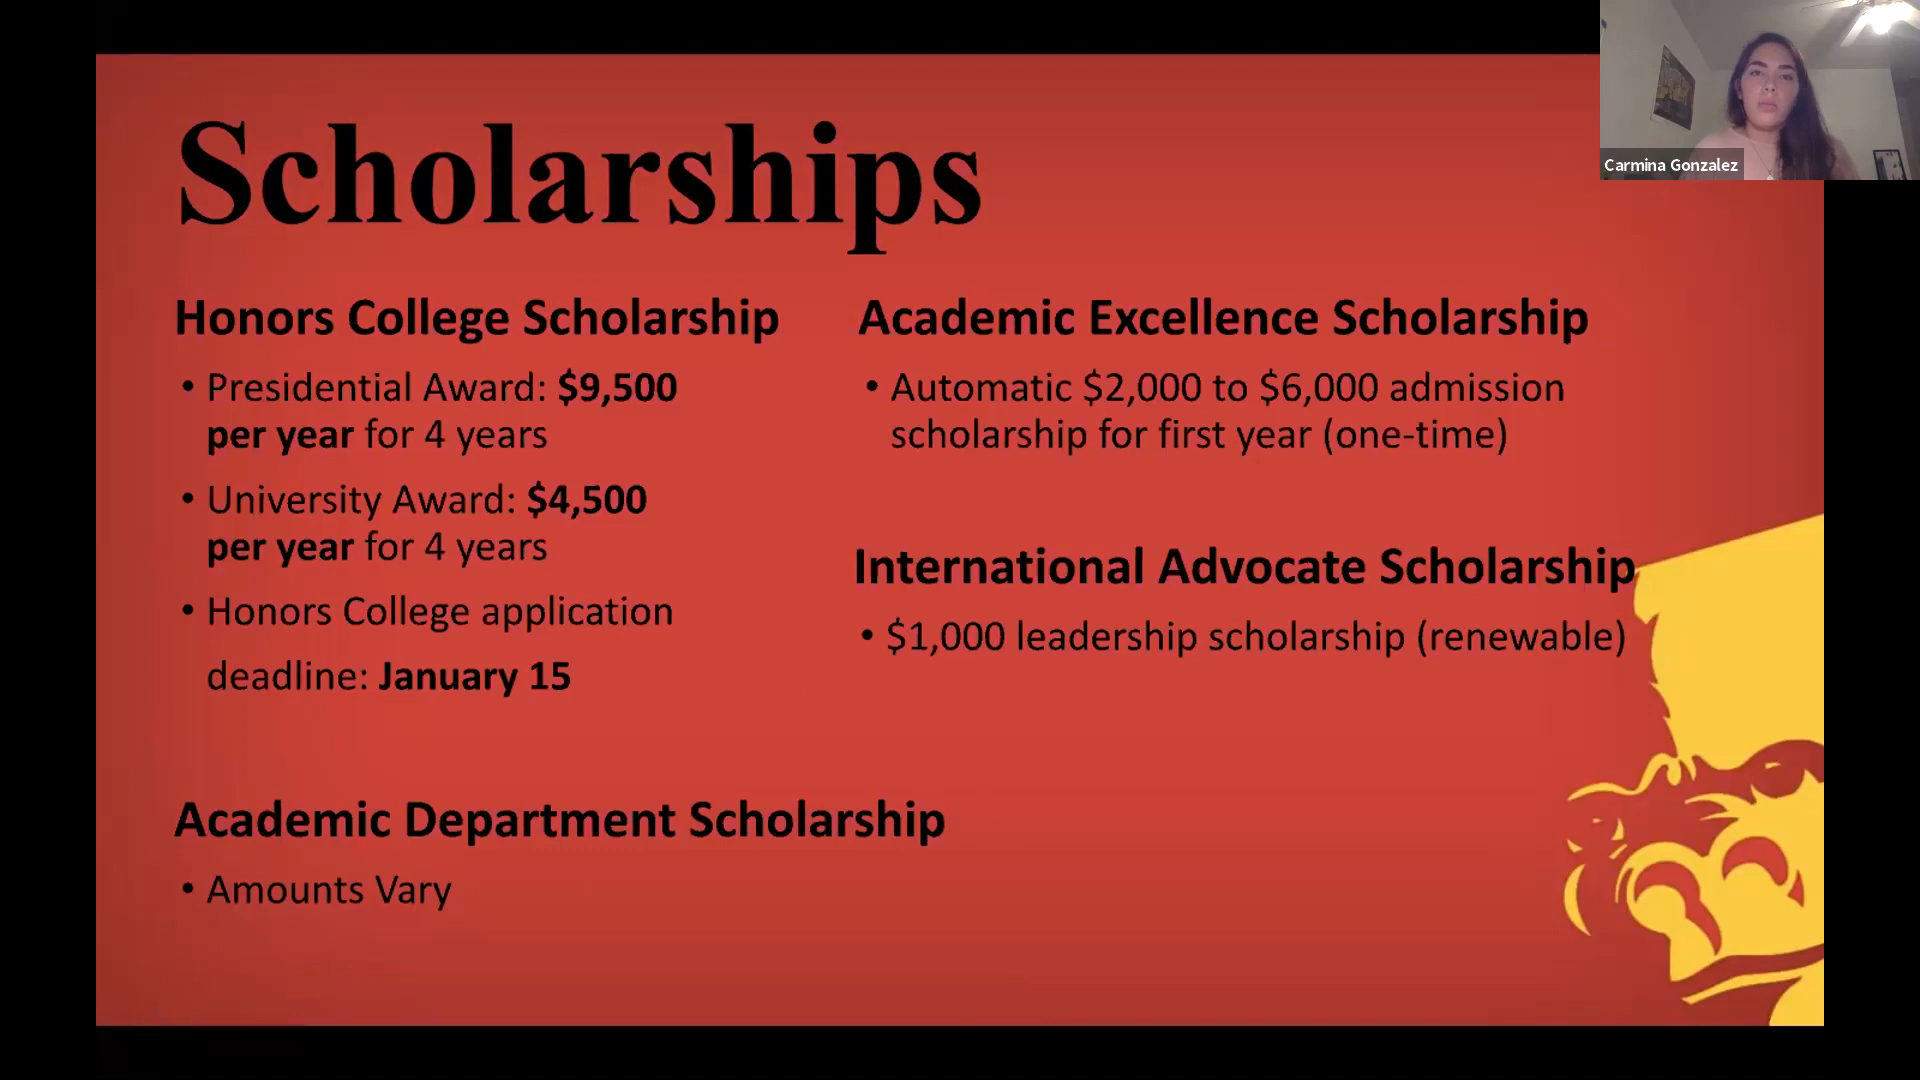 Scholarships
Honors College Scholarship
• Presidential Award: $9,500
per year for 4 years
• University Award: $4,500
per year for 4 years
• Honors College application
deadline: January 15
Academic Department Scholarship
• Amounts Vary
Academic Excellence Scholarship
• Automatic $2,000 to $6,000 admission
scholarship for first year (one-time)
International Advocate Scholarship
• $1,000 leadership scholarship (renewable)
Carmina Gonzalez